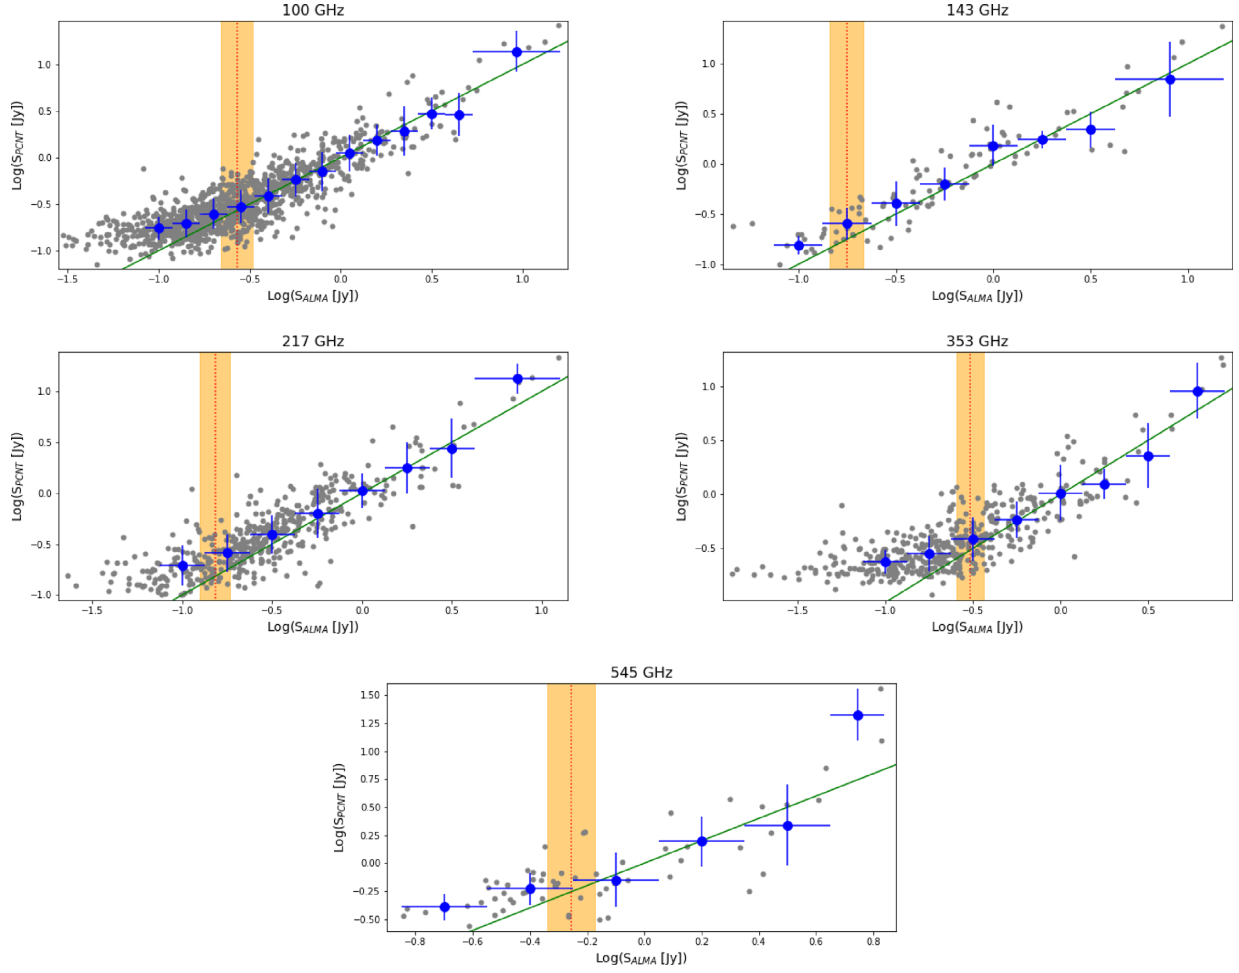 100 GHz
1.0
0.5
0.0
−0.5
−1.0
Log(S_PCNT [Jy])
−1.5 −1.0 −0.5 0.0 0.5 1.0
Log(S_ALMA [Jy])
143 GHz
1.0
0.5
0.0
−0.5
−1.0
Log(S_PCNT [Jy])
−1.0 −0.5 0.0 0.5 1.0
Log(S_ALMA [Jy])
217 GHz
1.0
0.5
0.0
−0.5
−1.0
Log(S_PCNT [Jy])
−1.5 −1.0 −0.5 0.0 0.5 1.0
Log(S_ALMA [Jy])
353 GHz
1.0
0.5
0.0
−0.5
Log(S_PCNT [Jy])
−1.5 −1.0 −0.5 0.0 0.5
Log(S_ALMA [Jy])
545 GHz
1.50
1.25
1.00
0.75
0.50
0.25
0.00
−0.25
−0.50
Log(S_PCNT [Jy])
−0.8 −0.6 −0.4 −0.2 0.0 0.2 0.4 0.6 0.8
Log(S_ALMA [Jy])